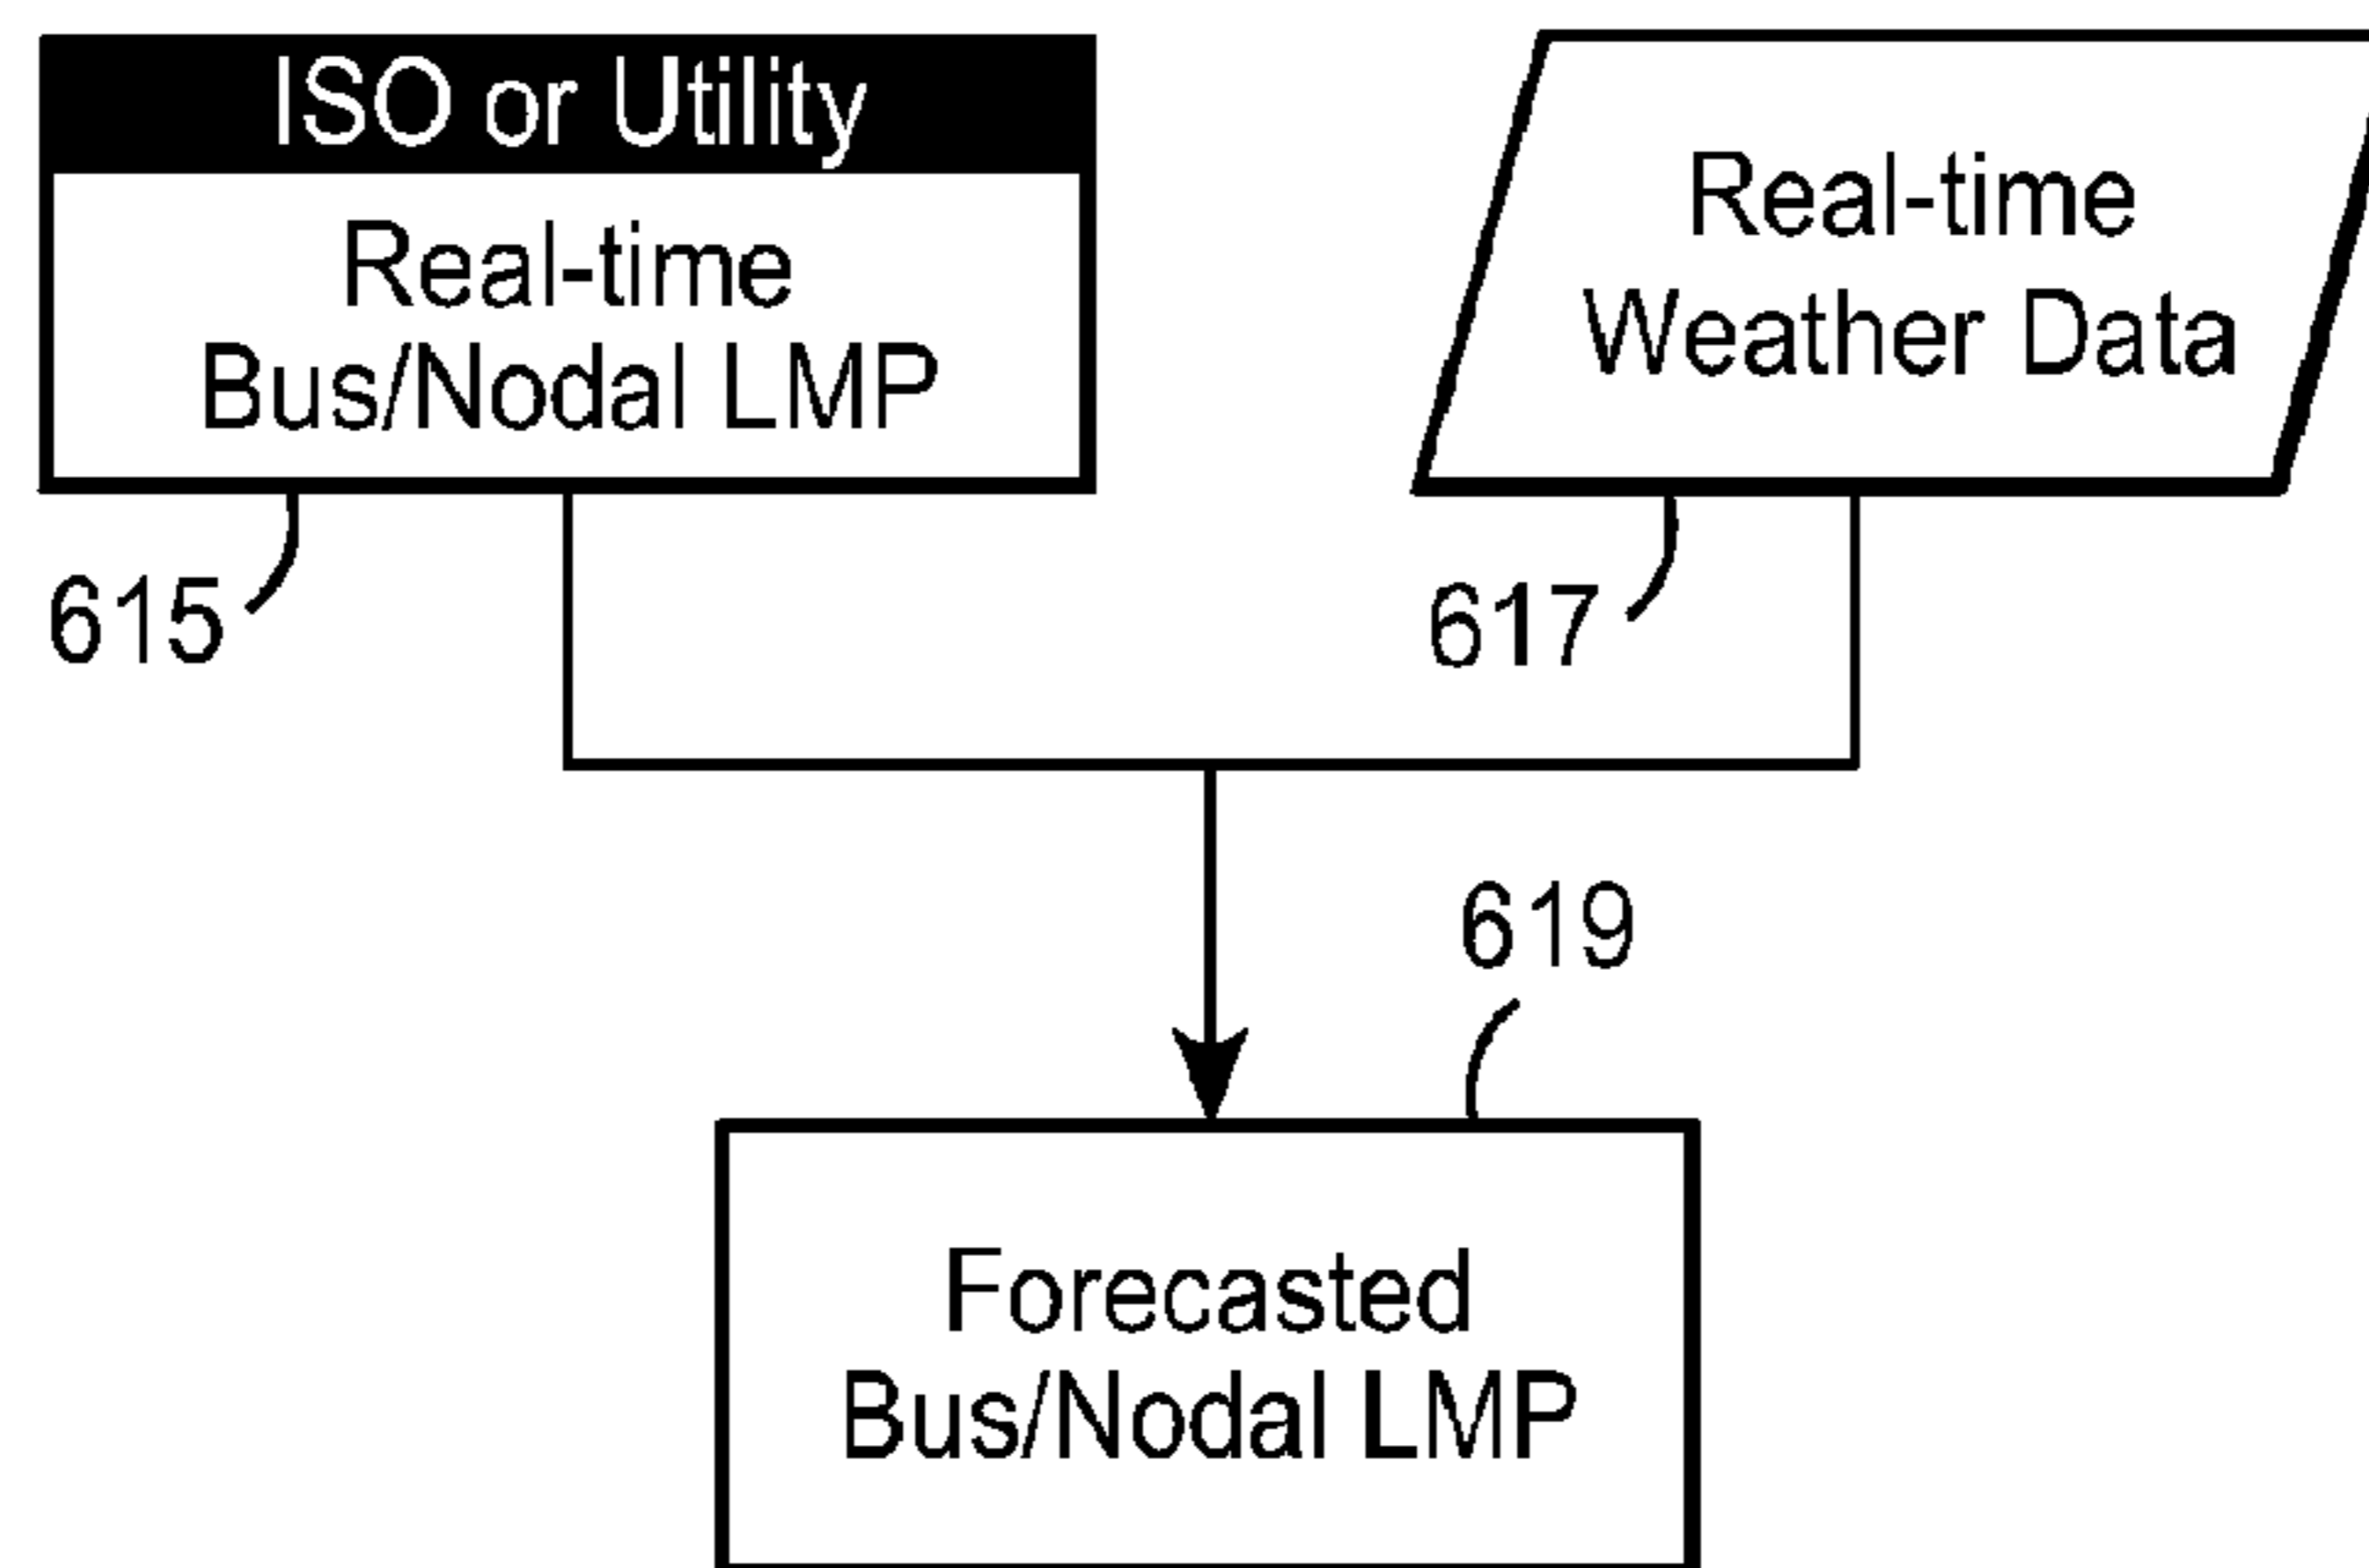 ISO or Utility
Real-time
Bus/Nodal LMP
Real-time
Weather Data
615
617
619
Forecasted
Bus/Nodal LMP